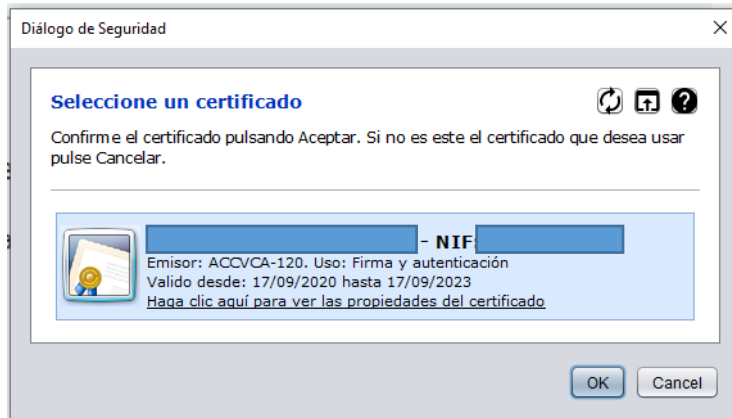 Diálogo de Seguridad
Seleccione un certificado
Confirme el certificado pulsando Aceptar. Si no es este el certificado que desea usar
pulse Cancelar.
- NIF:
Emisor: ACCVCA-120. Uso: Firma y autenticación
Valido desde: 17/09/2020 hasta 17/09/2023
Haga clic aquí para ver las propiedades del certificado
OK
Cancel